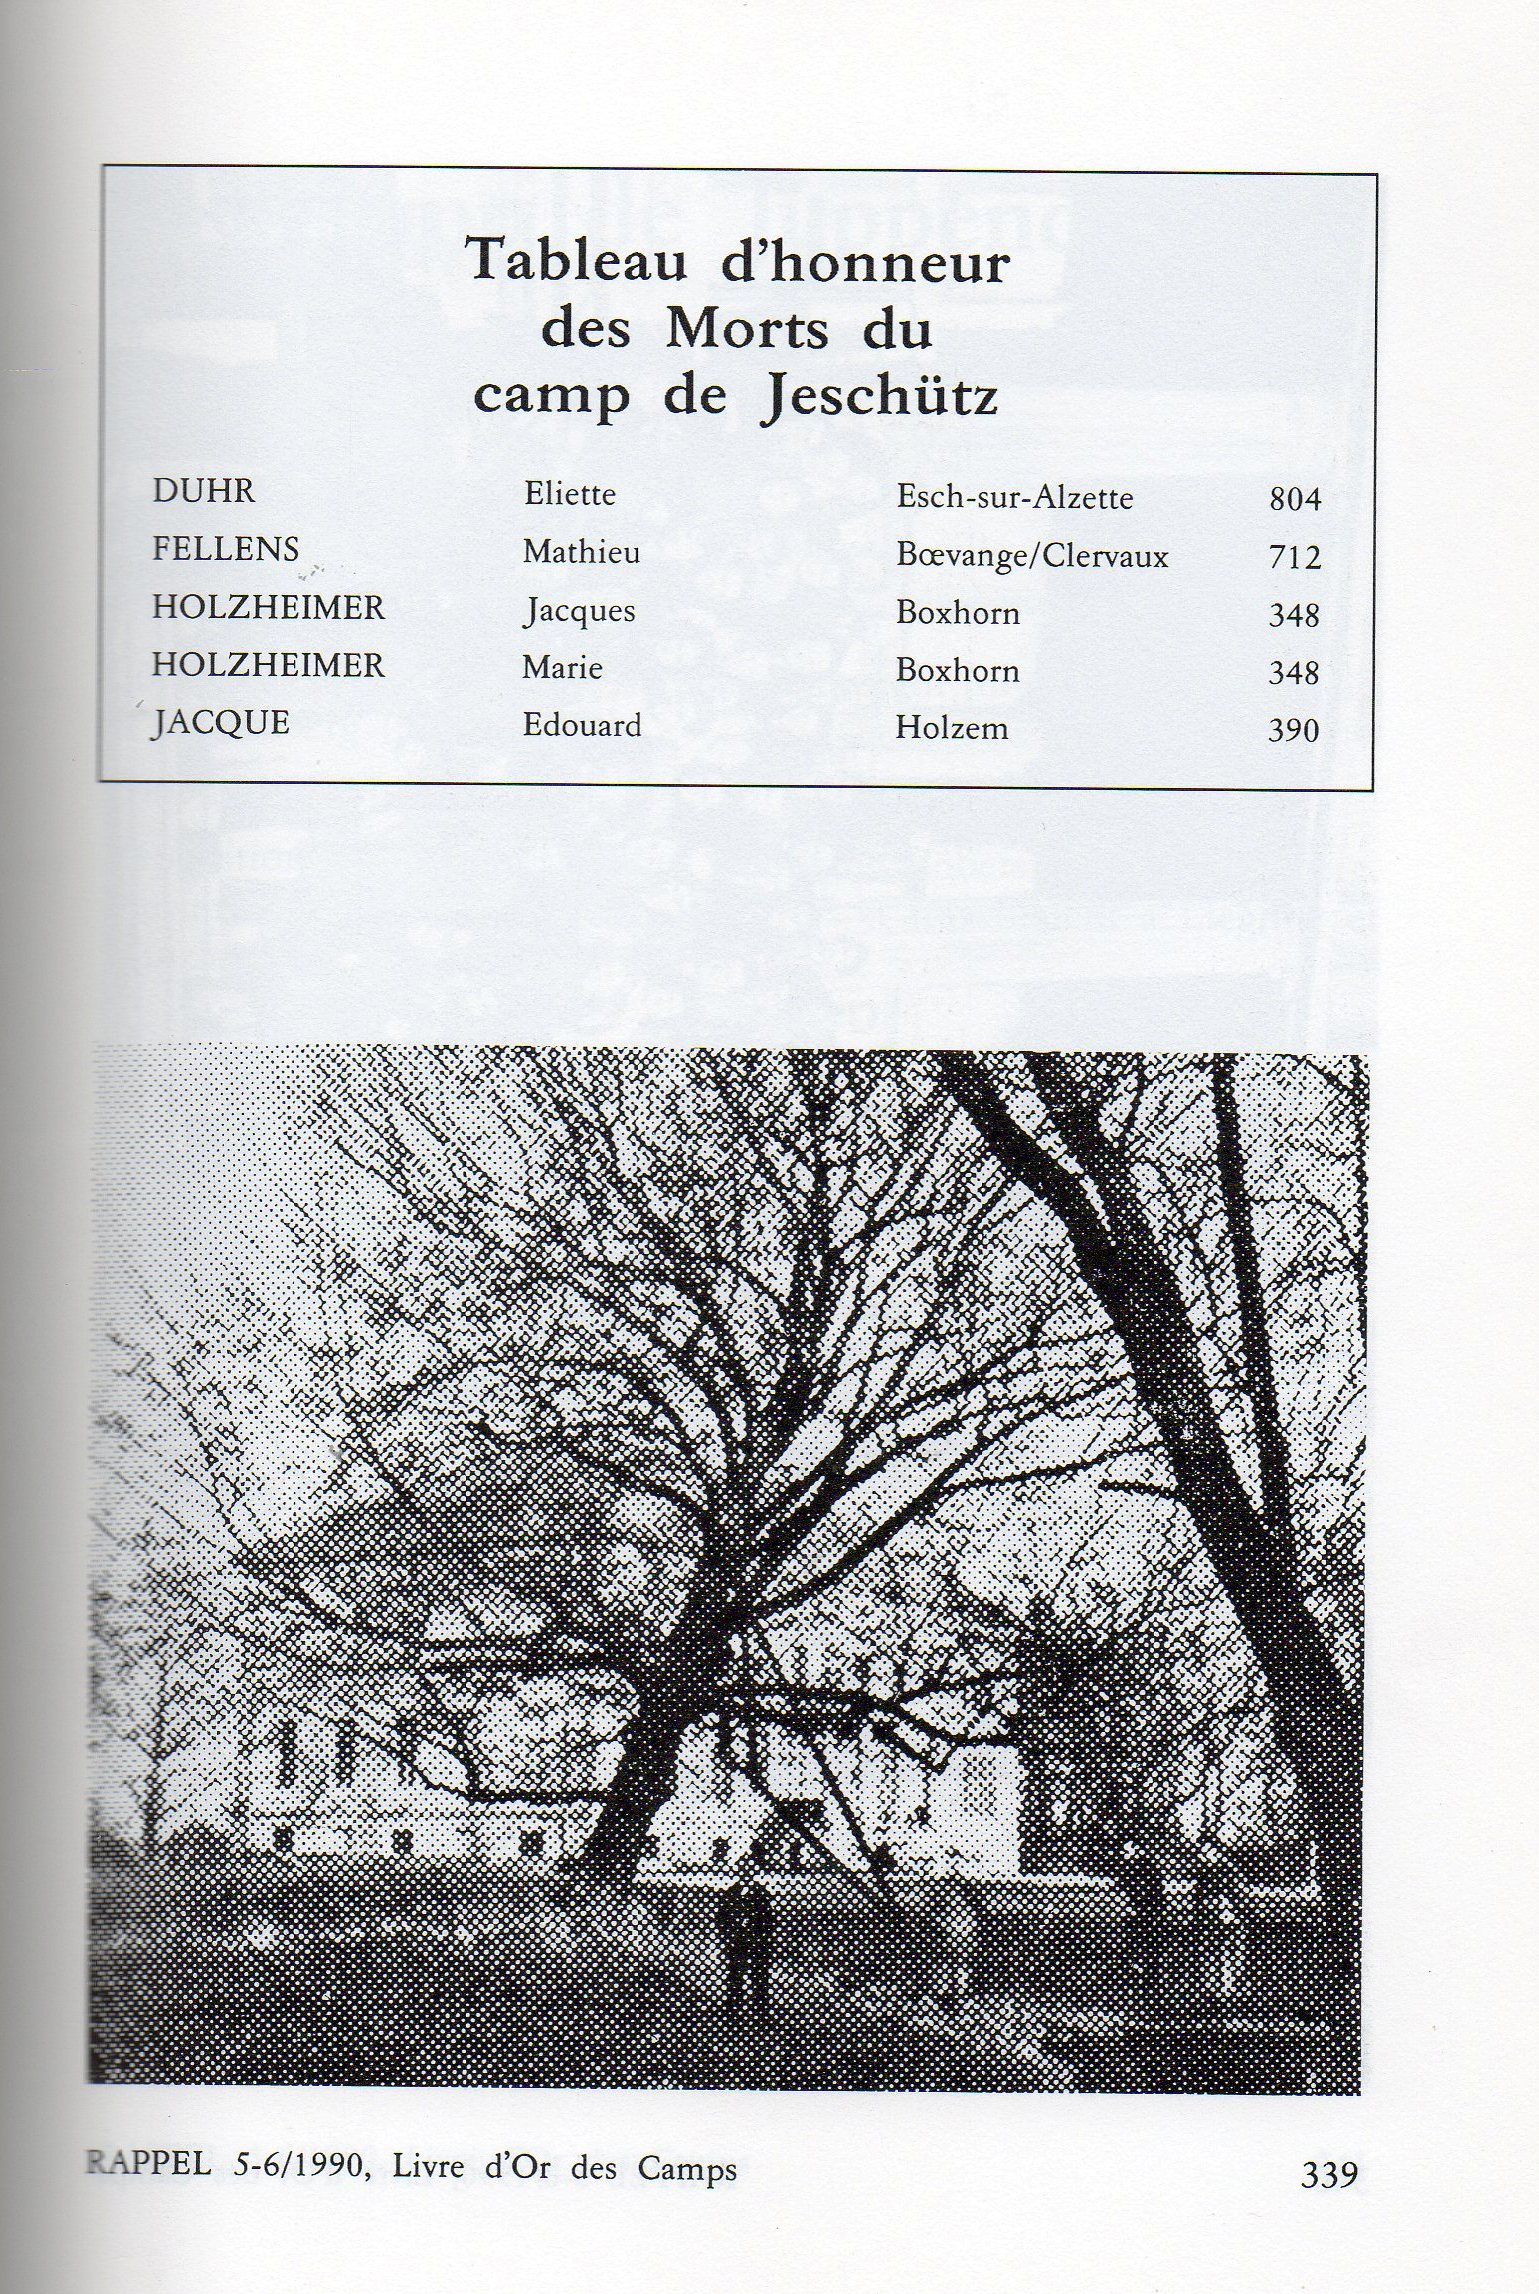 Tableau d'honneur
des Morts du
camp de Jeschütz
DUHR Eliette Esch-sur-Alzette 804
FELLENS Mathieu Bœvange/Clervaux 712
HOLZHEIMER Jacques Boxhorn 348
HOLZHEIMER Marie Boxhorn 348
JACQUE Edouard Holzem 390
RAPPEL 5-6/1990, Livre d'Or des Camps 339